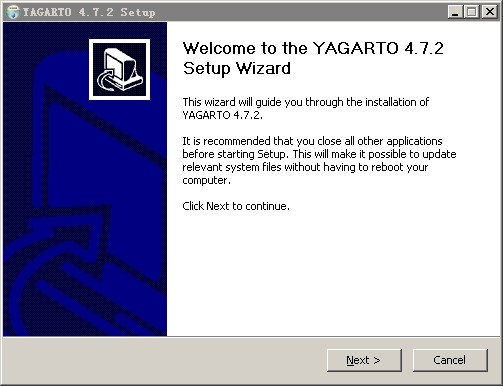 YAGARTO 4.7.2 Setup
Welcome to the YAGARTO 4.7.2
Setup Wizard
This wizard will guide you through the installation of
YAGARTO 4.7.2.
It is recommended that you close all other applications
before starting Setup. This will make it possible to update
relevant system files without having to reboot your
computer.
Click Next to continue.
Next >
Cancel